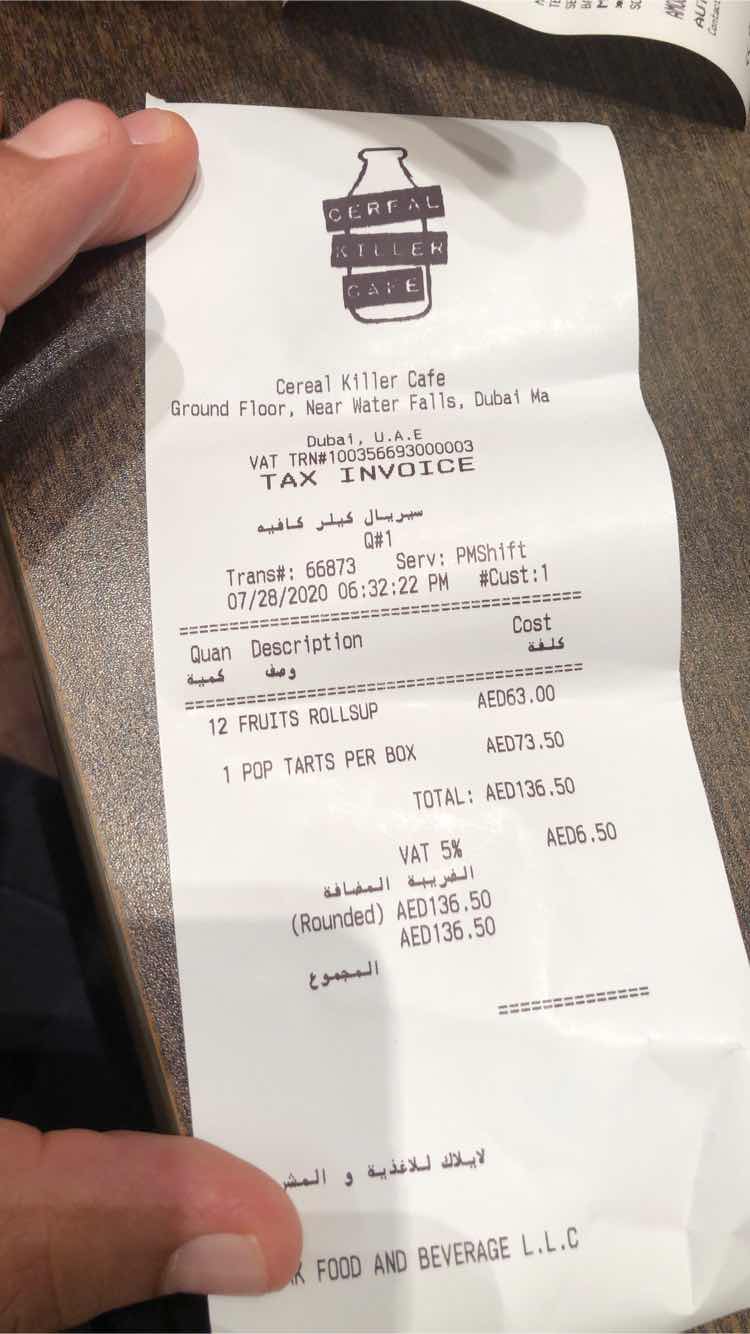 CEREAL
KILLER
CAFE
Cereal Killer Cafe
Ground Floor, Near Water Falls, Dubai Ma
Dubai, U.A.E
VAT TRN#100356693000003
TAX INVOICE
سيريال كيلر كافيه
Q#1
Trans#: 66873 Serv: PMShift
07/28/2020 06:32:22 PM #Cust:1
========================================
Quan Description Cost
كمية وصف كلفة
========================================
12 FRUITS ROLLSUP AED63.00
1 POP TARTS PER BOX AED73.50
TOTAL: AED136.50
VAT 5% AED6.50
الضريبة المضافة
(Rounded) AED136.50
AED136.50
المجموع
==============
لايلاك للاغذية و
FOOD AND BEVERAGE L.L.C